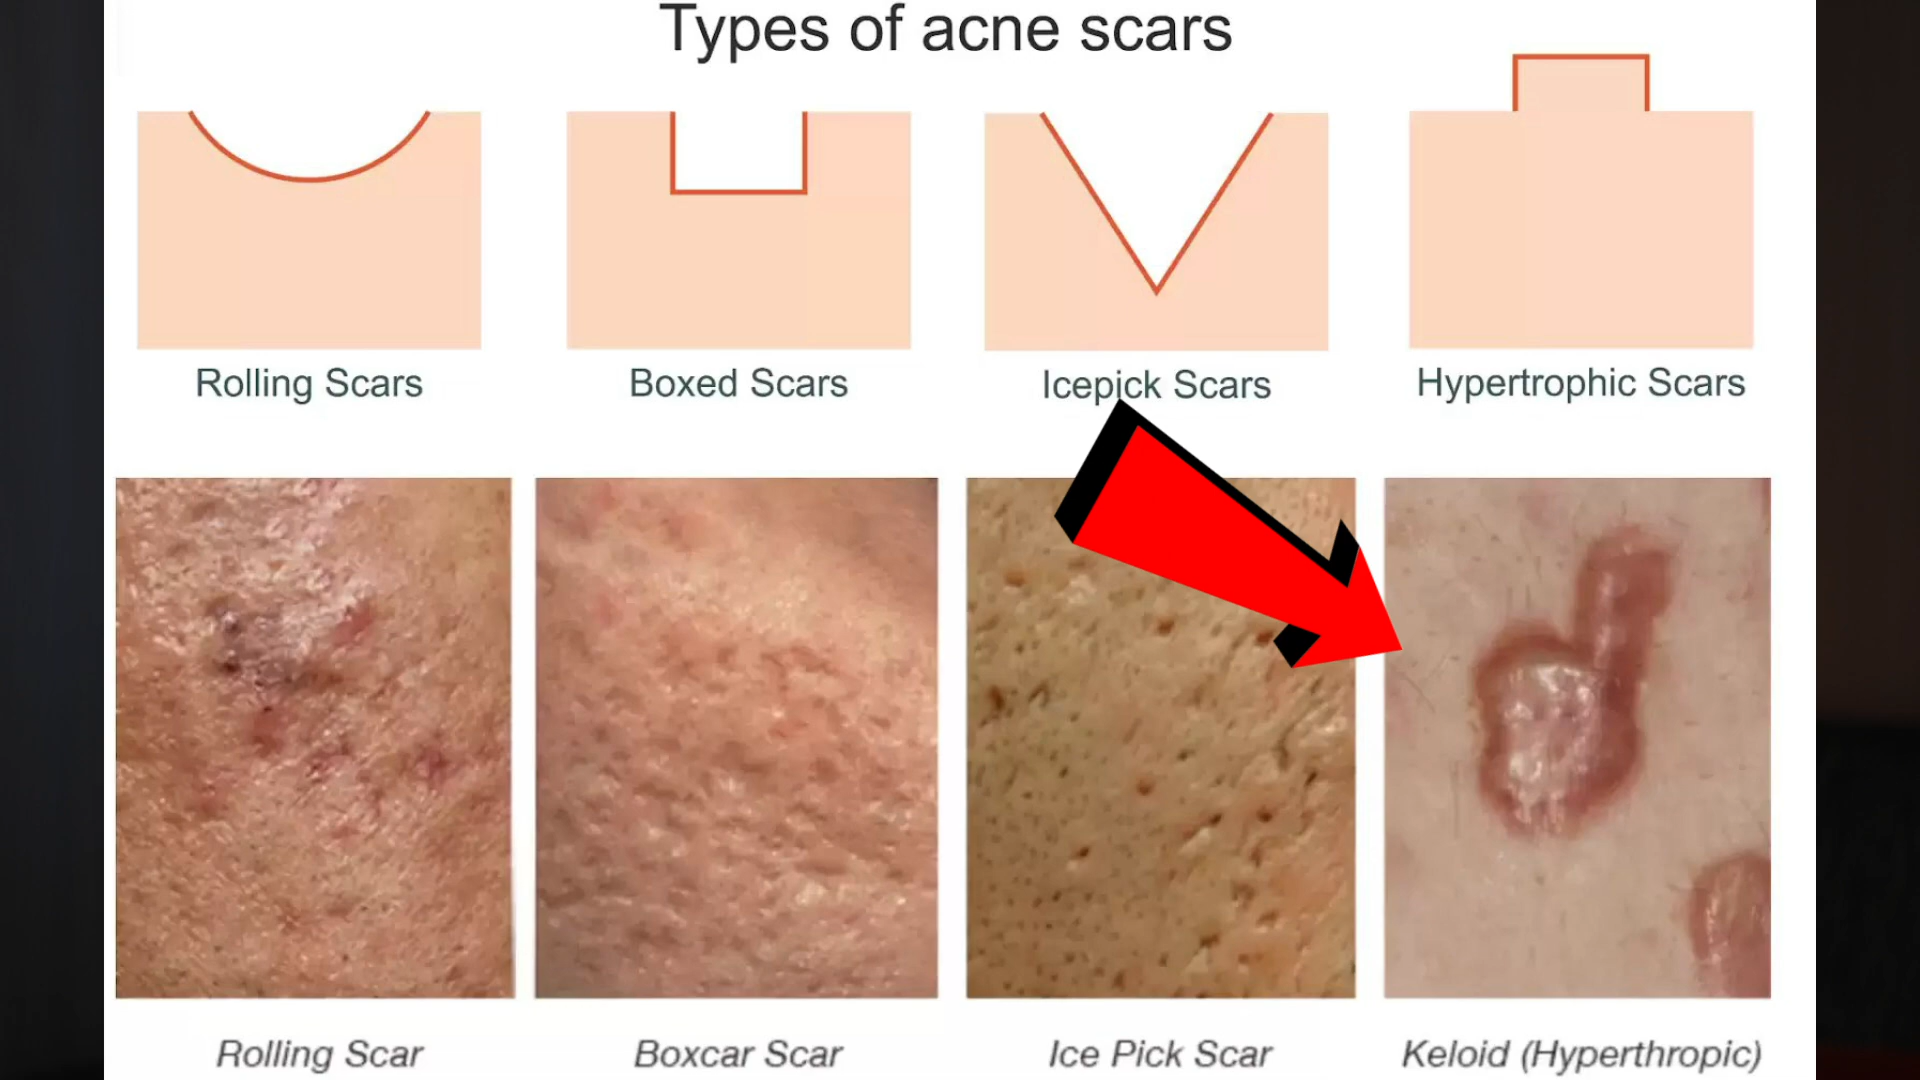 Types of acne scars
Rolling Scars
Boxed Scars
Icepick Scars
Hypertrophic Scars
Rolling Scar
Boxcar Scar
Ice Pick Scar
Keloid (Hyperthropic)